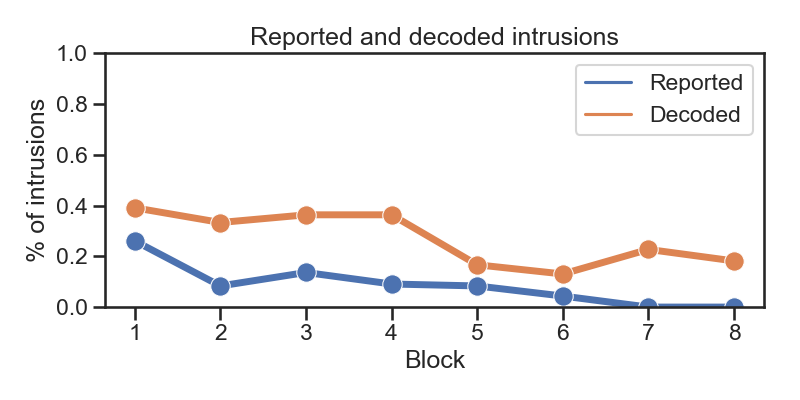 Reported and decoded intrusions
% of intrusions
1.0
0.8
0.6
0.4
0.2
0.0
Reported
Decoded
1 2 3 4 5 6 7 8
Block